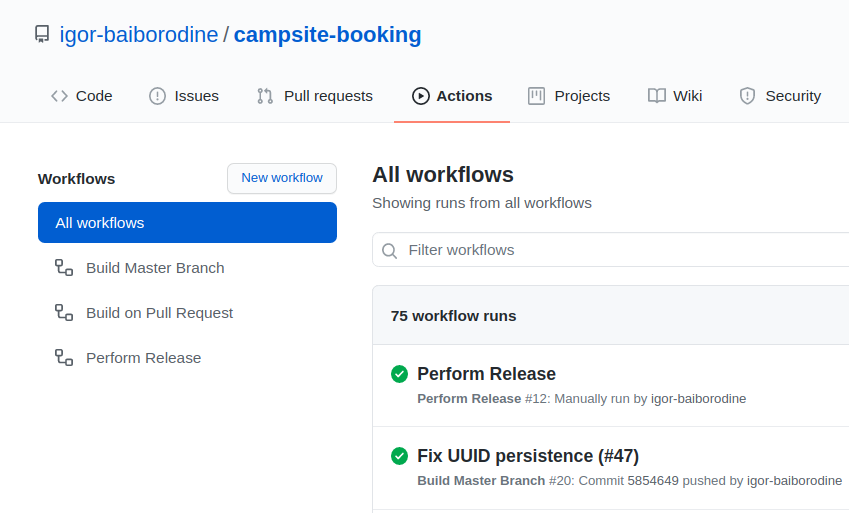 igor-baiborodine / campsite-booking
Code Issues Pull requests Actions Projects Wiki Security
Workflows
New workflow
All workflows
Build Master Branch
Build on Pull Request
Perform Release
All workflows
Showing runs from all workflows
Filter workflows
75 workflow runs
Perform Release
Perform Release #12: Manually run by igor-baiborodine
Fix UUID persistence (#47)
Build Master Branch #20: Commit 5854649 pushed by igor-baiborodine